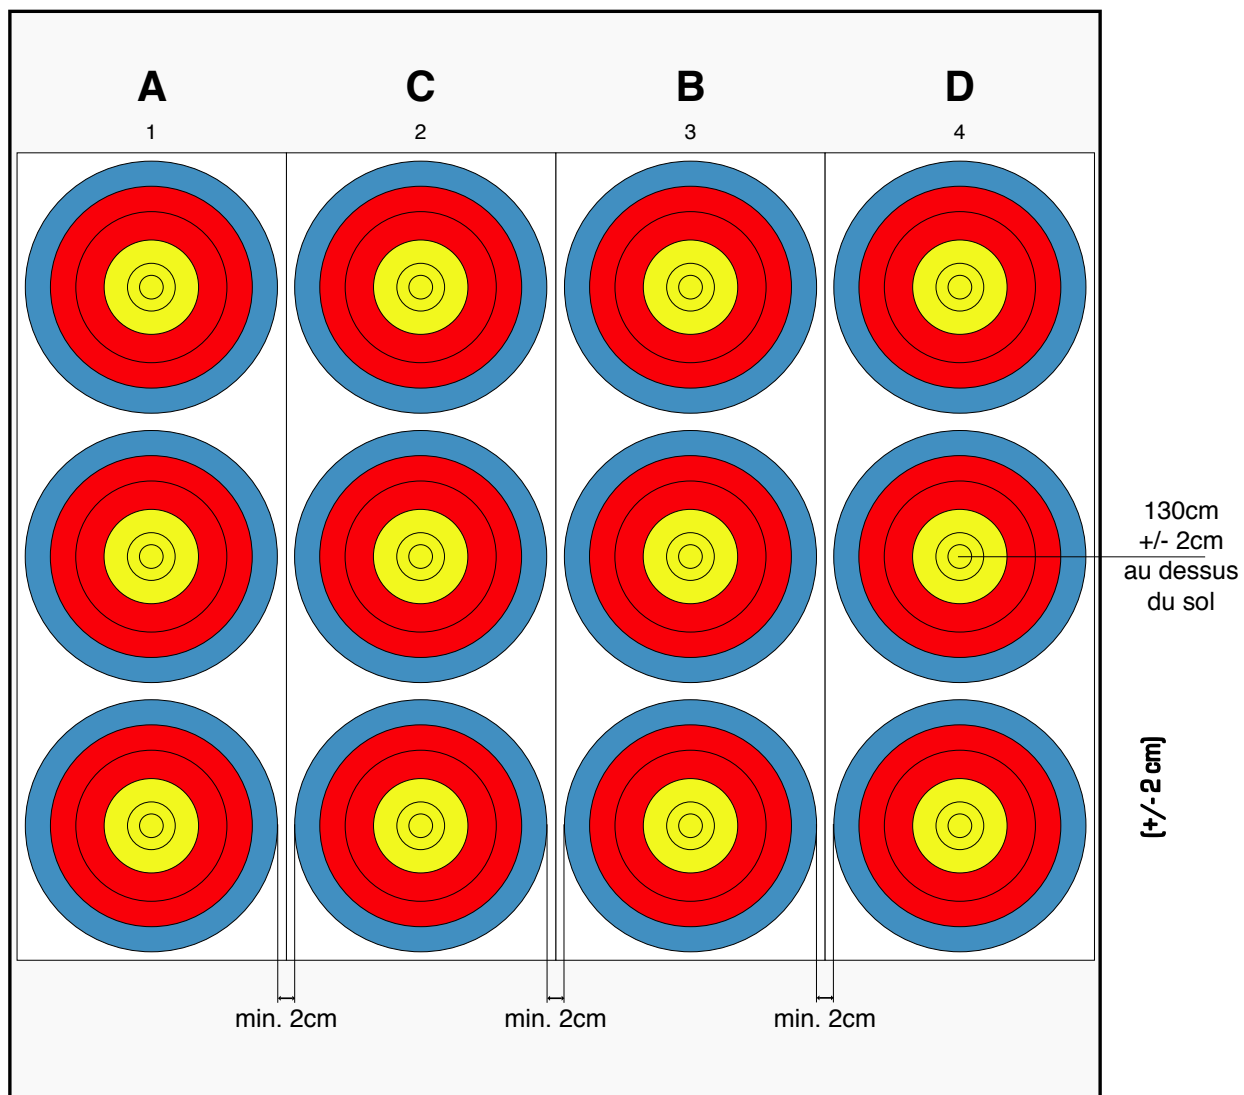 A C B D
1 2 3 4
130cm
+/- 2cm
au dessus
du sol
(+/- 2 cm)
min. 2cm min. 2cm min. 2cm